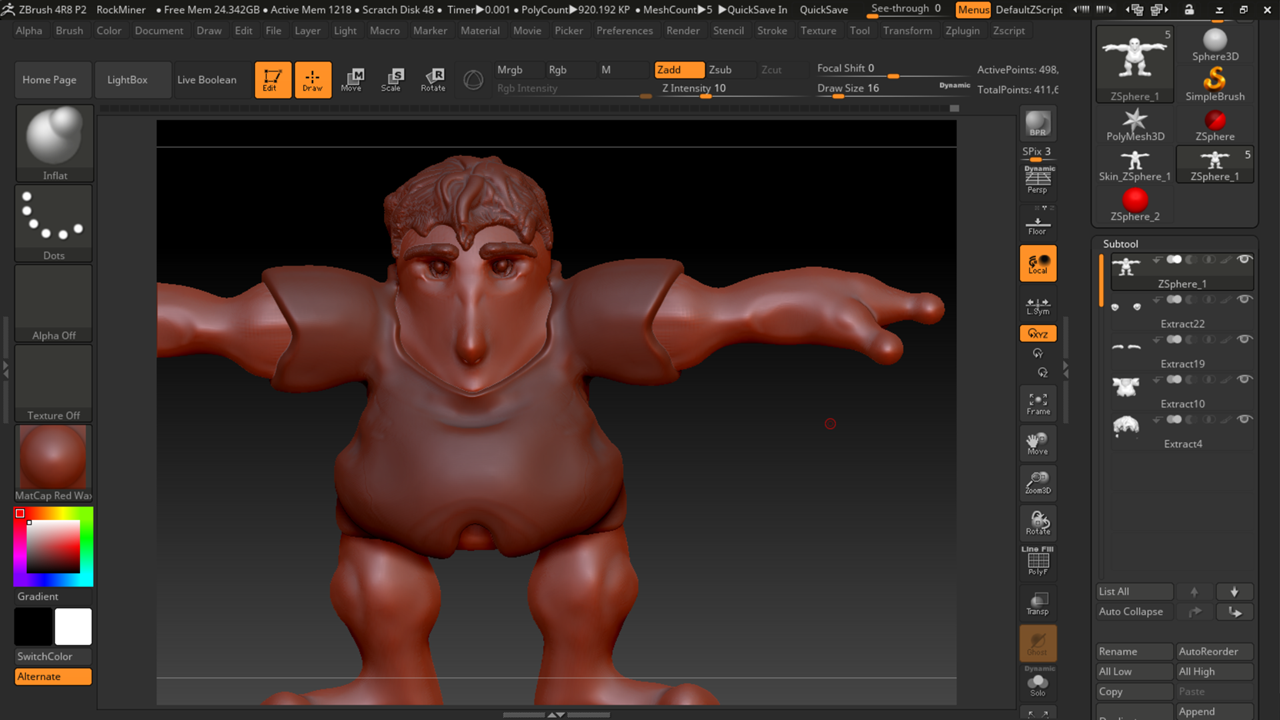 ZBrush 4R8 P2 RockMiner • Free Mem 24.342GB • Active Mem 1218 • Scratch Disk 48 • Timer▶0.001 • PolyCount▶920.192 KP • MeshCount▶5 ▶QuickSave In QuickSave See-through 0 Menus DefaultZScript
Alpha Brush Color Document Draw Edit File Layer Light Macro Marker Material Movie Picker Preferences Render Stencil Stroke Texture Tool Transform Zplugin Zscript
Home Page LightBox Live Boolean Edit Draw Move Scale Rotate
Mrgb Rgb M Zadd Zsub Zcut Focal Shift 0 ActivePoints: 498,
Rgb Intensity Z Intensity 10 Draw Size 16 Dynamic TotalPoints: 411,6
Inflat
Dots
Alpha Off
Texture Off
MatCap Red Wax
Gradient
SwitchColor
Alternate
BPR
SPix 3
Dynamic
Persp
Floor
Local
L.Sym
XYZ
Frame
Move
Zoom3D
Rotate
Line Fill
PolyF
Transp
Ghost
Dynamic
Solo
5
ZSphere_1
Sphere3D
SimpleBrush
PolyMesh3D
ZSphere
Skin_ZSphere_1
5
ZSphere_1
ZSphere_2
Subtool
ZSphere_1
Extract22
Extract19
Extract10
Extract4
List All
Auto Collapse
Rename AutoReorder
All Low All High
Copy Paste
Append